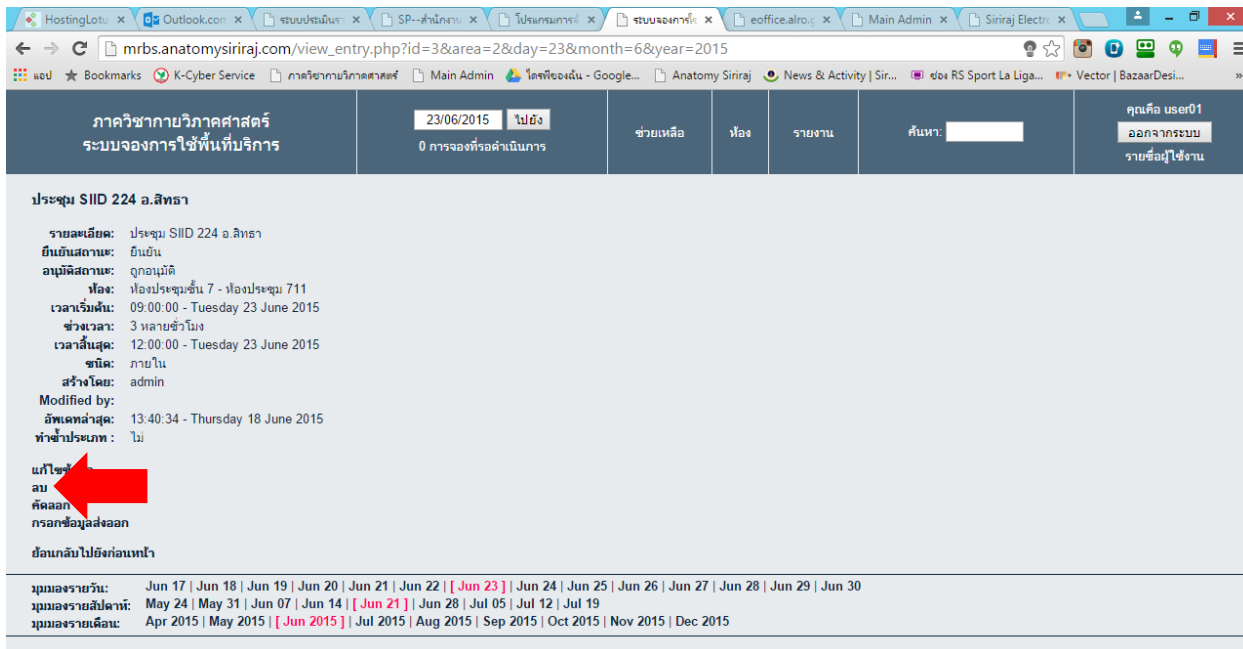 HostingLotu
Outlook.con
ระบบประเมินรา
SP--สำนักงาน
โปรแกรมการจ่
ระบบจองการใช้
eoffice.alro.g
Main Admin
Siriraj Electro
mrbs.anatomysiriraj.com/view_entry.php?id=3&area=2&day=23&month=6&year=2015
แอป Bookmarks K-Cyber Service ภาควิชากายวิภาคศาสตร์ Main Admin ไดรฟ์ของฉัน - Google... Anatomy Siriraj News & Activity | Sir... ช่อง RS Sport La Liga... Vector | BazaarDesi... »
ภาควิชากายวิภาคศาสตร์
ระบบจองการใช้พื้นที่บริการ
23/06/2015 ไปยัง
0 การจองที่รอดำเนินการ
ช่วยเหลือ
ห้อง
รายงาน
ค้นหา:
คุณคือ user01
ออกจากระบบ
รายชื่อผู้ใช้งาน
ประชุม SIID 224 อ.สิทธา
รายละเอียด: ประชุม SIID 224 อ.สิทธา
ยืนยันสถานะ: ยืนยัน
อนุมัติสถานะ: ถูกอนุมัติ
ห้อง: ห้องประชุมชั้น 7 - ห้องประชุม 711
เวลาเริ่มต้น: 09:00:00 - Tuesday 23 June 2015
ช่วงเวลา: 3 หลายชั่วโมง
เวลาสิ้นสุด: 12:00:00 - Tuesday 23 June 2015
ชนิด: ภายใน
สร้างโดย: admin
Modified by:
อัพเดทล่าสุด: 13:40:34 - Thursday 18 June 2015
ทำซ้ำประเภท : ไม่
แก้ไข
ลบ
คัดลอก
กรอกข้อมูลส่งออก
ย้อนกลับไปยังก่อนหน้า
มุมมองรายวัน: Jun 17 | Jun 18 | Jun 19 | Jun 20 | Jun 21 | Jun 22 | [ Jun 23 ] | Jun 24 | Jun 25 | Jun 26 | Jun 27 | Jun 28 | Jun 29 | Jun 30
มุมมองรายสัปดาห์: May 24 | May 31 | Jun 07 | Jun 14 | [ Jun 21 ] | Jun 28 | Jul 05 | Jul 12 | Jul 19
มุมมองรายเดือน: Apr 2015 | May 2015 | [ Jun 2015 ] | Jul 2015 | Aug 2015 | Sep 2015 | Oct 2015 | Nov 2015 | Dec 2015